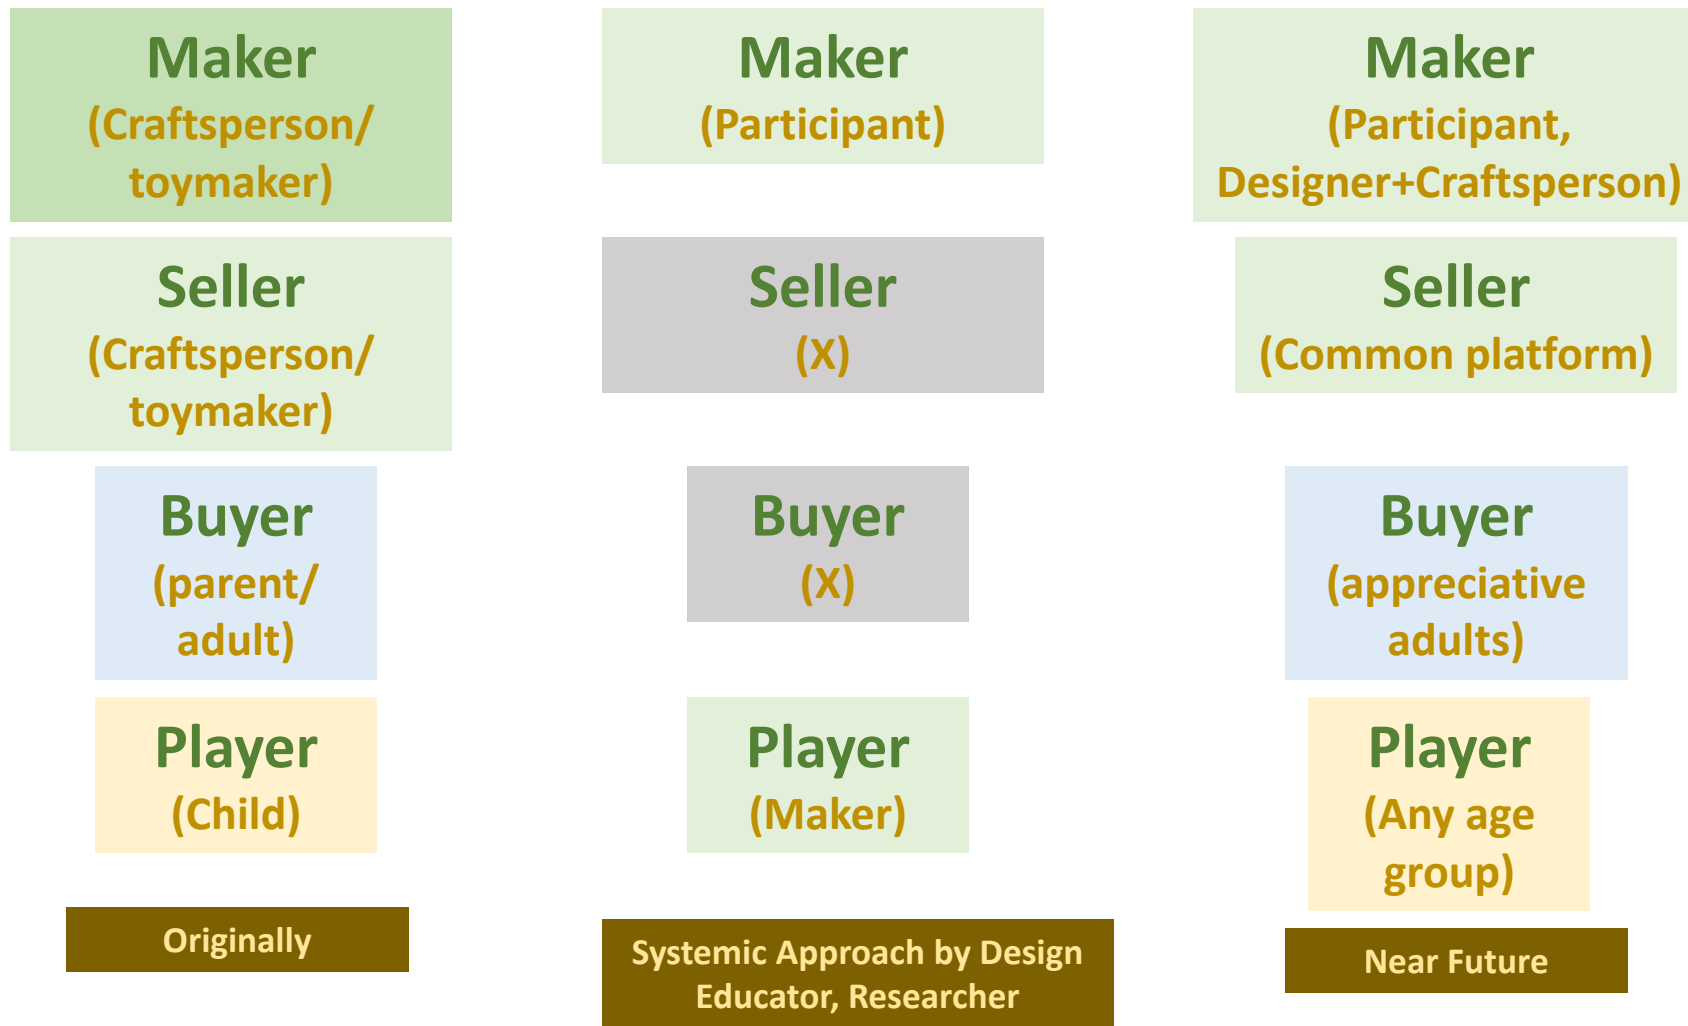 Maker
(Craftsperson/
toymaker)
Seller
(Craftsperson/
toymaker)
Buyer
(parent/
adult)
Player
(Child)
Originally
Maker
(Participant)
Seller
(X)
Buyer
(X)
Player
(Maker)
Systemic Approach by Design
Educator, Researcher
Maker
(Participant,
Designer+Craftsperson)
Seller
(Common platform)
Buyer
(appreciative
adults)
Player
(Any age
group)
Near Future